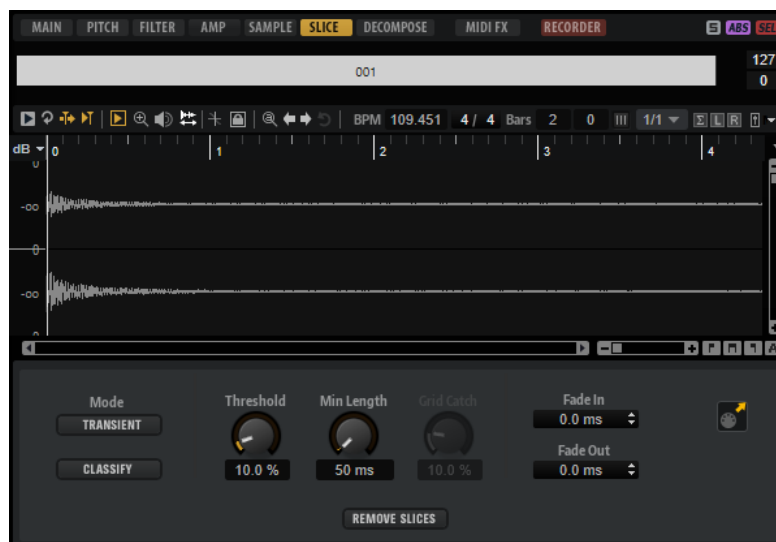 MAIN PITCH FILTER AMP SAMPLE SLICE DECOMPOSE MIDI FX RECORDER S ABS SEL
001
127
0
BPM 109.451 4 / 4 Bars 2 0 1/1 Σ L R
dB 0 1 2 3 4
0
-∞
0
-∞
0
Mode Threshold Min Length Grid Catch Fade In
TRANSIENT 0.0 ms
Fade Out
CLASSIFY 10.0 % 50 ms 10.0 % 0.0 ms
REMOVE SLICES